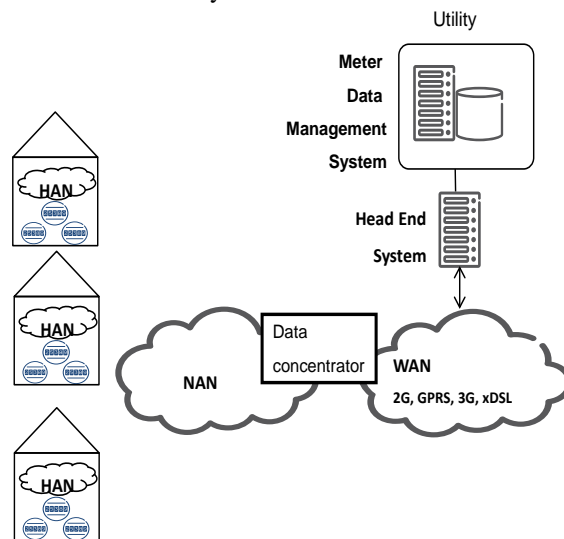 Utility
Meter
Data
Management
System
HAN
Head End
System
HAN
Data
concentrator
NAN
WAN
2G, GPRS, 3G, xDSL
HAN